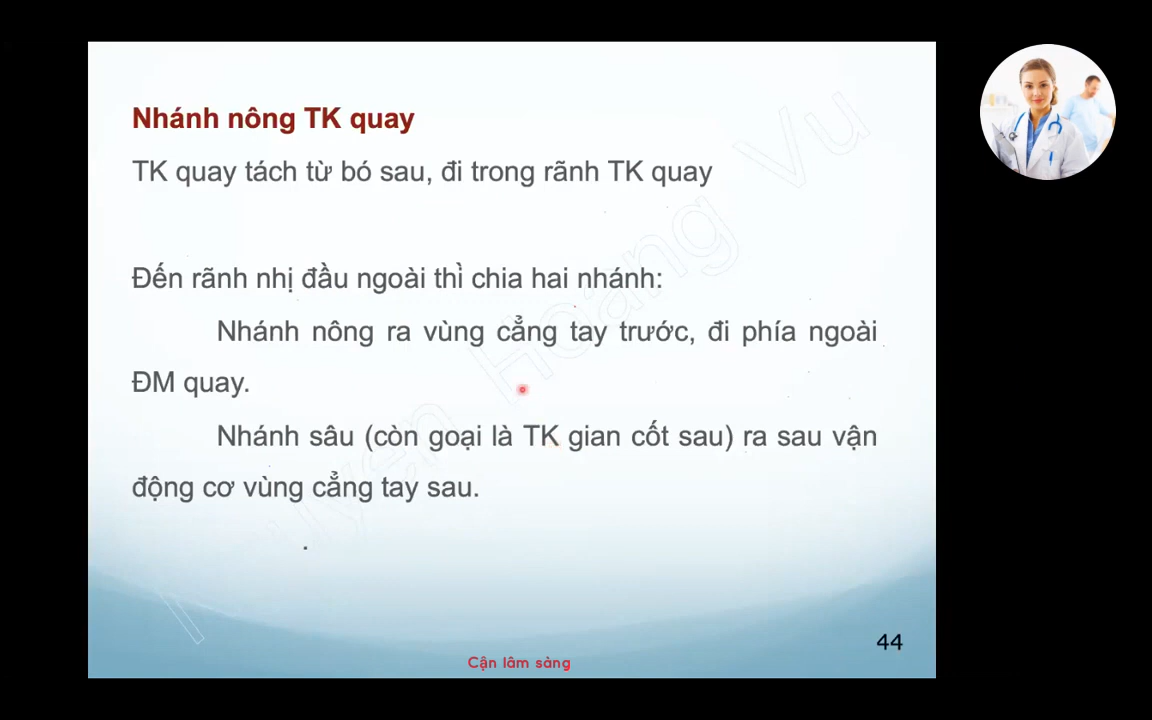 Nhánh nông TK quay
TK quay tách từ bó sau, đi trong rãnh TK quay
Đến rãnh nhị đầu ngoài thì chia hai nhánh:
Nhánh nông ra vùng cẳng tay trước, đi phía ngoài
ĐM quay.
Nhánh sâu (còn goại là TK gian cốt sau) ra sau vận
động cơ vùng cẳng tay sau.
.
44
Cận lâm sàng